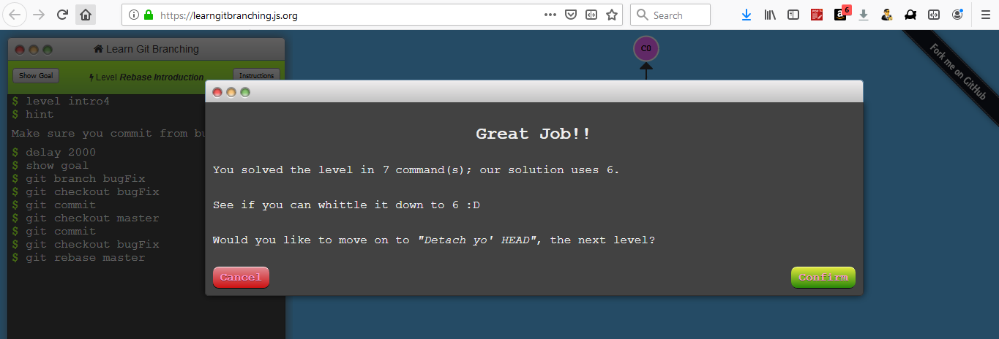 https://learngitbranching.js.org
Search
6
Learn Git Branching
Show Goal
Level Rebase Introduction
Instructions
$ level intro4
$ hint
Make sure you commit from bu
$ delay 2000
$ show goal
$ git branch bugFix
$ git checkout bugFix
$ git commit
$ git checkout master
$ git commit
$ git checkout bugFix
$ git rebase master
C0
Fork me on GitHub
Great Job!!
You solved the level in 7 command(s); our solution uses 6.
See if you can whittle it down to 6 :D
Would you like to move on to "Detach yo' HEAD", the next level?
Cancel
Confirm